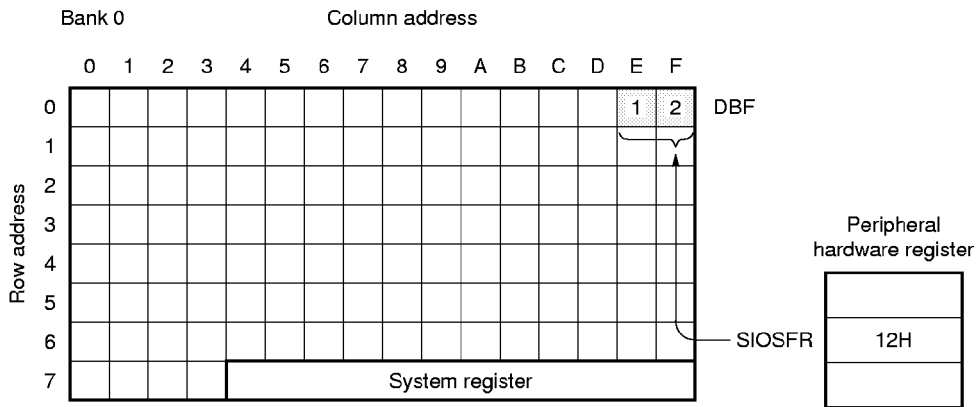 Bank 0 Column address
0 1 2 3 4 5 6 7 8 9 A B C D E F
0 1 2 DBF
1
2
3
4
5
6
7 System register
Row address
SIOSFR
Peripheral
hardware register
12H